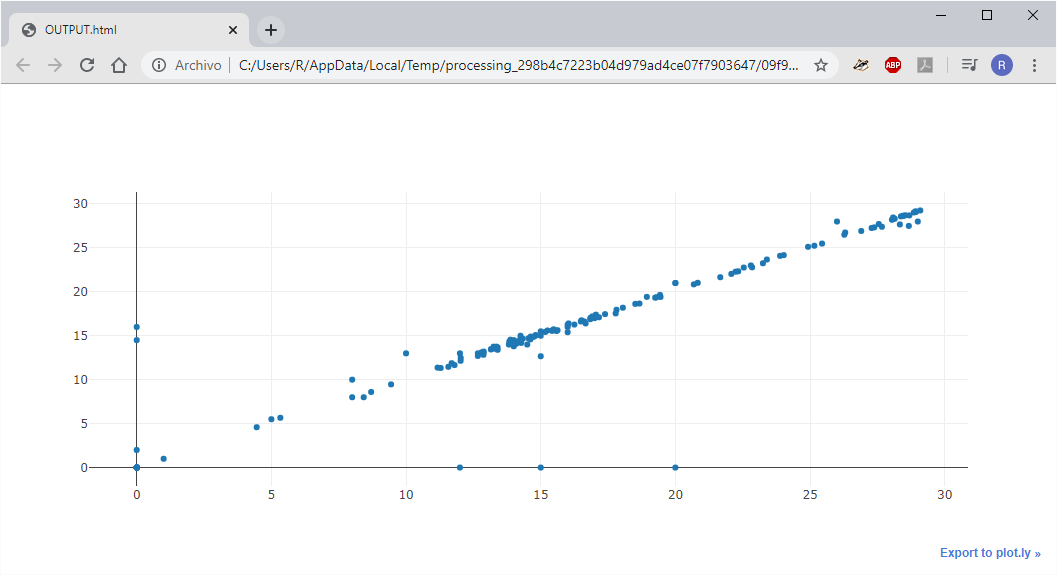 OUTPUT.html
Archivo C:/Users/R/AppData/Local/Temp/processing_298b4c7223b04d979ad4ce07f7903647/09f9...
ABP
R
30
25
20
15
10
5
0
0 5 10 15 20 25 30
Export to plot.ly »